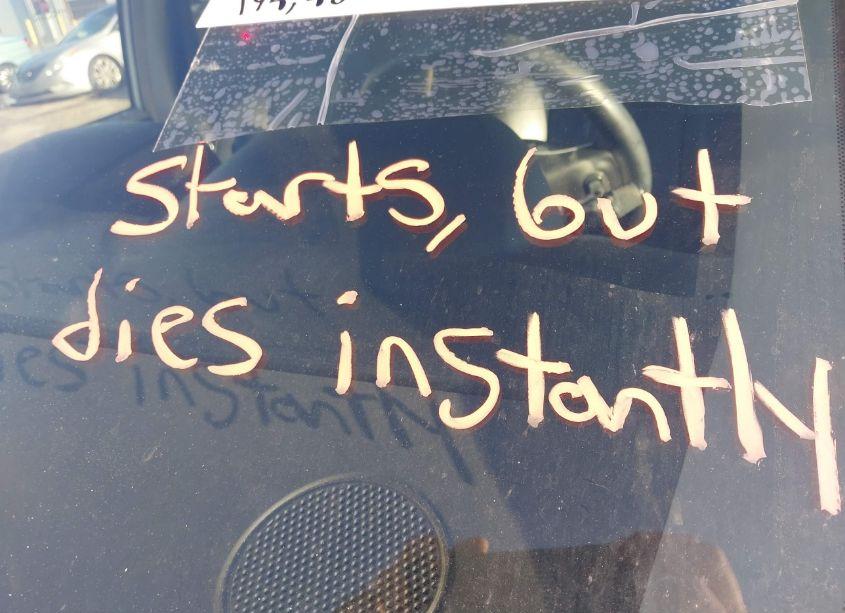 Starts, but
dies instantly